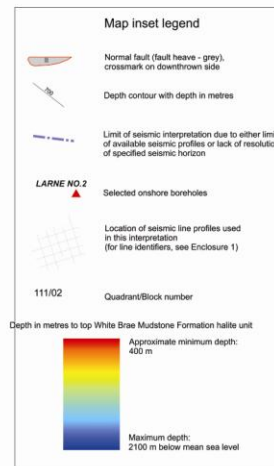 Map inset legend
Normal fault (fault heave - grey),
crossmark on downthrown side
700
Depth contour with depth in metres
Limit of seismic interpretation due to either limit
of available seismic profiles or lack of resolution
of specified seismic horizon
LARNE NO.2
Selected onshore boreholes
Location of seismic line profiles used
in this interpretation
(for line identifiers, see Enclosure 1)
111/02
Quadrant/Block number
Depth in metres to top White Brae Mudstone Formation halite unit
Approximate minimum depth:
400 m
Maximum depth:
2100 m below mean sea level